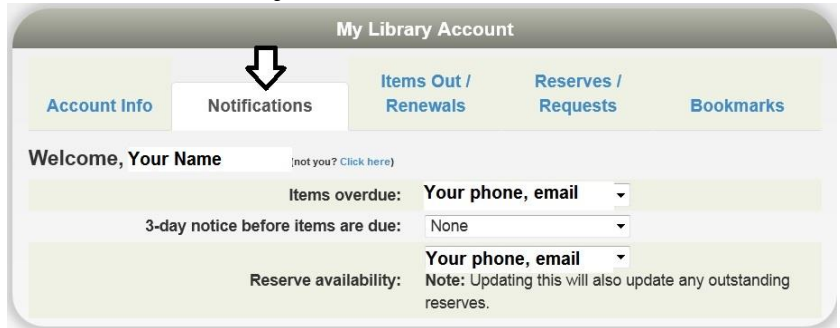 My Library Account
Account Info
Notifications
Items Out /
Renewals
Reserves /
Requests
Bookmarks
Welcome, Your Name (not you? Click here)
Items overdue: Your phone, email
3-day notice before items are due: None
Your phone, email
Reserve availability: Note: Updating this will also update any outstanding
reserves.